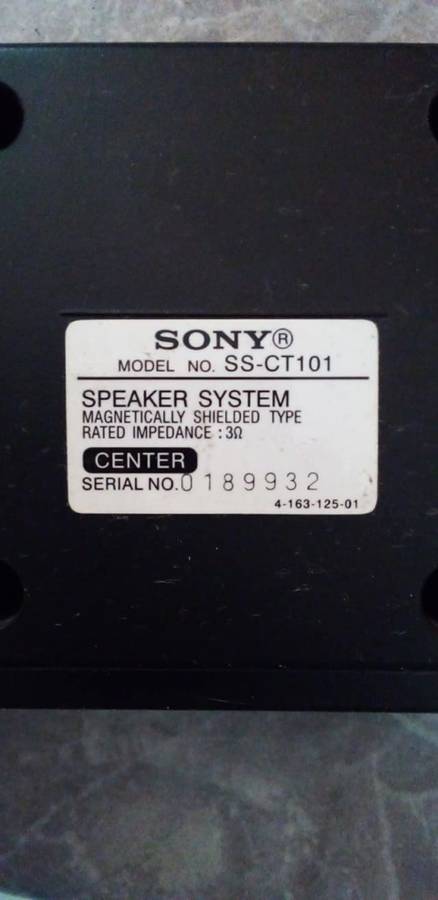 SONY®
MODEL NO. SS-CT101
SPEAKER SYSTEM
MAGNETICALLY SHIELDED TYPE
RATED IMPEDANCE : 3Ω
CENTER
SERIAL NO.0189932
4-163-125-01